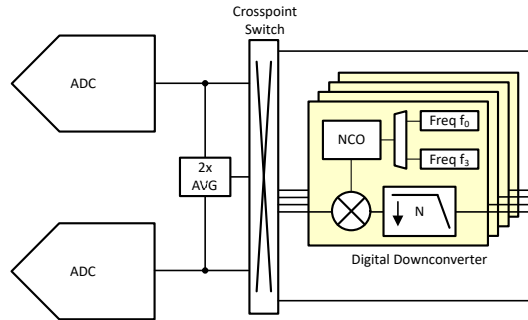 Crosspoint
Switch
ADC
2x
AVG
NCO
Freq f0
Freq f3
N
Digital Downconverter
ADC